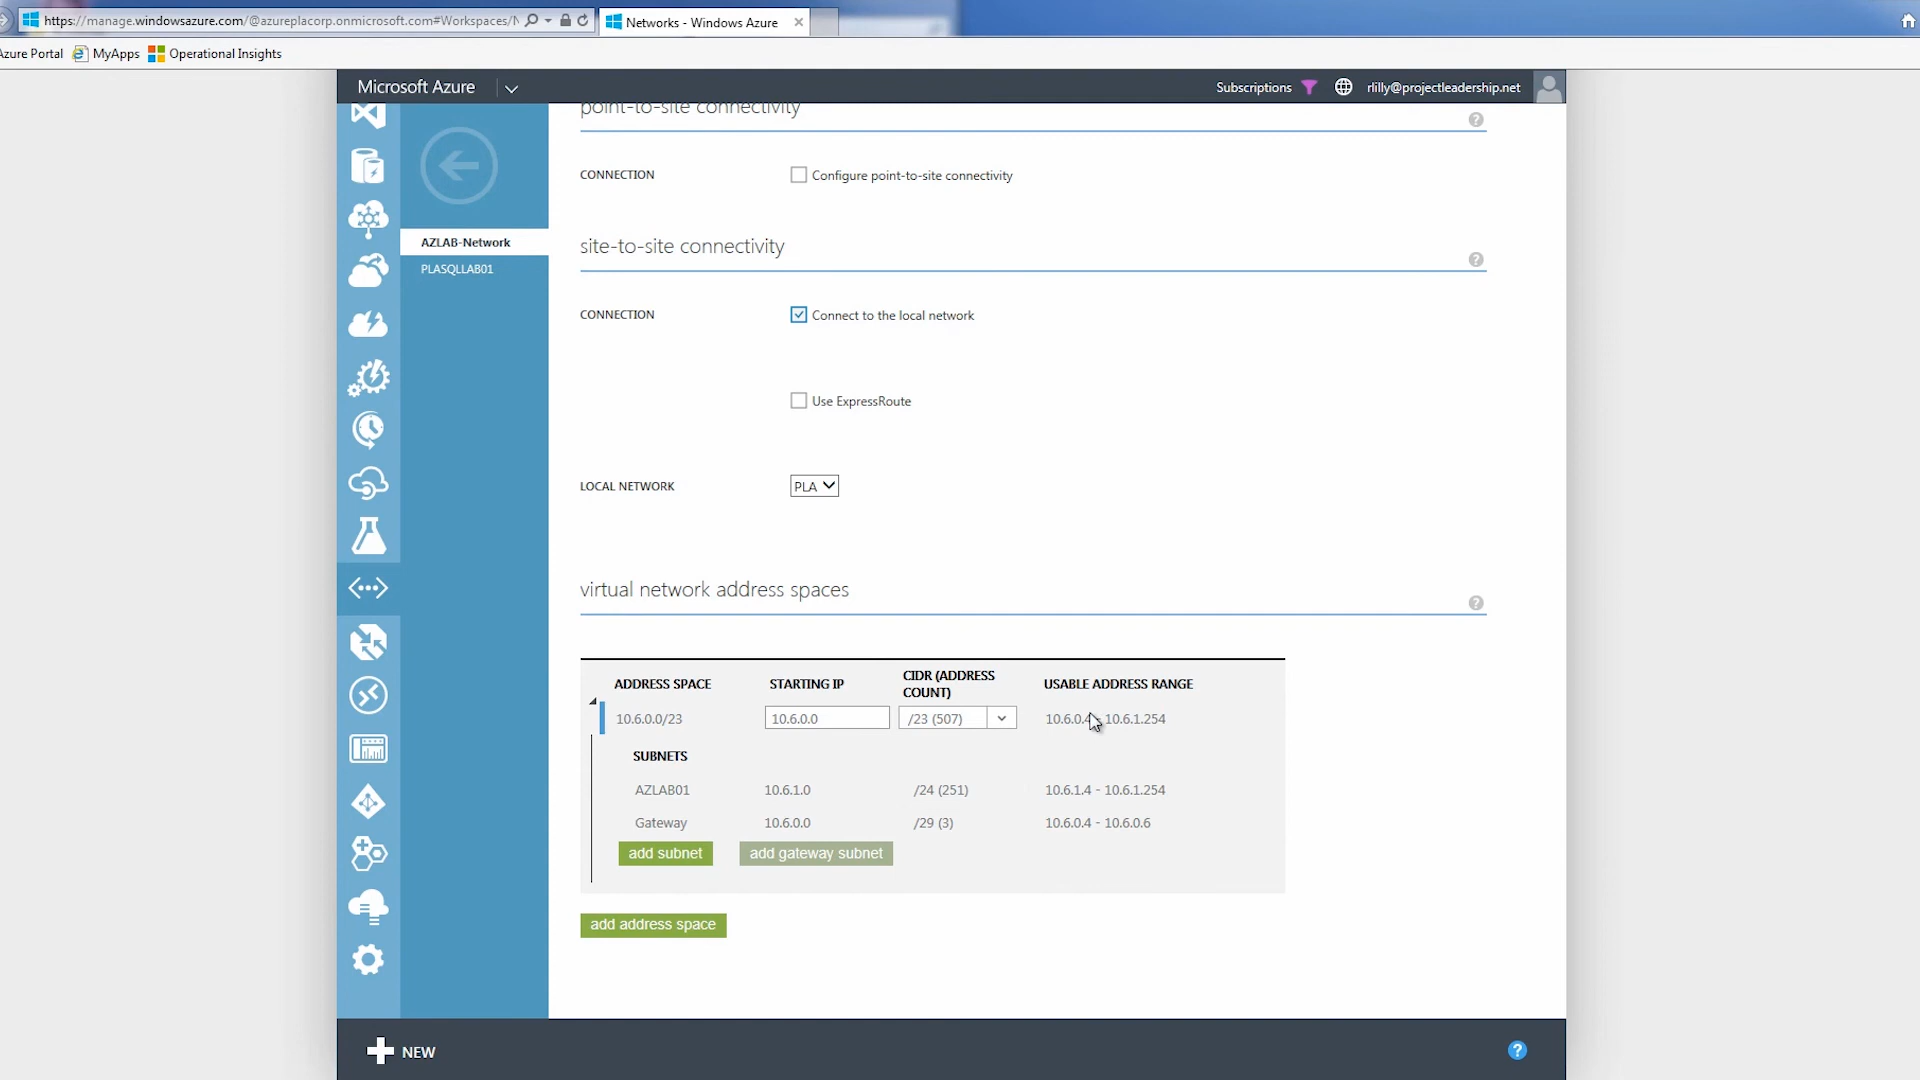 https://manage.windowsazure.com/@azureplacorp.onmicrosoft.com#Workspaces/N
Networks - Windows Azure
Azure Portal MyApps Operational Insights
Microsoft Azure
Subscriptions rlilly@projectleadership.net
point-to-site connectivity
CONNECTION Configure point-to-site connectivity
AZLAB-Network
PLASQLLAB01
site-to-site connectivity
CONNECTION Connect to the local network
Use ExpressRoute
LOCAL NETWORK PLA
virtual network address spaces
ADDRESS SPACE STARTING IP CIDR (ADDRESS COUNT) USABLE ADDRESS RANGE
10.6.0.0/23 10.6.0.0 /23 (507) 10.6.0.4 - 10.6.1.254
SUBNETS
AZLAB01 10.6.1.0 /24 (251) 10.6.1.4 - 10.6.1.254
Gateway 10.6.0.0 /29 (3) 10.6.0.4 - 10.6.0.6
add subnet add gateway subnet
add address space
NEW